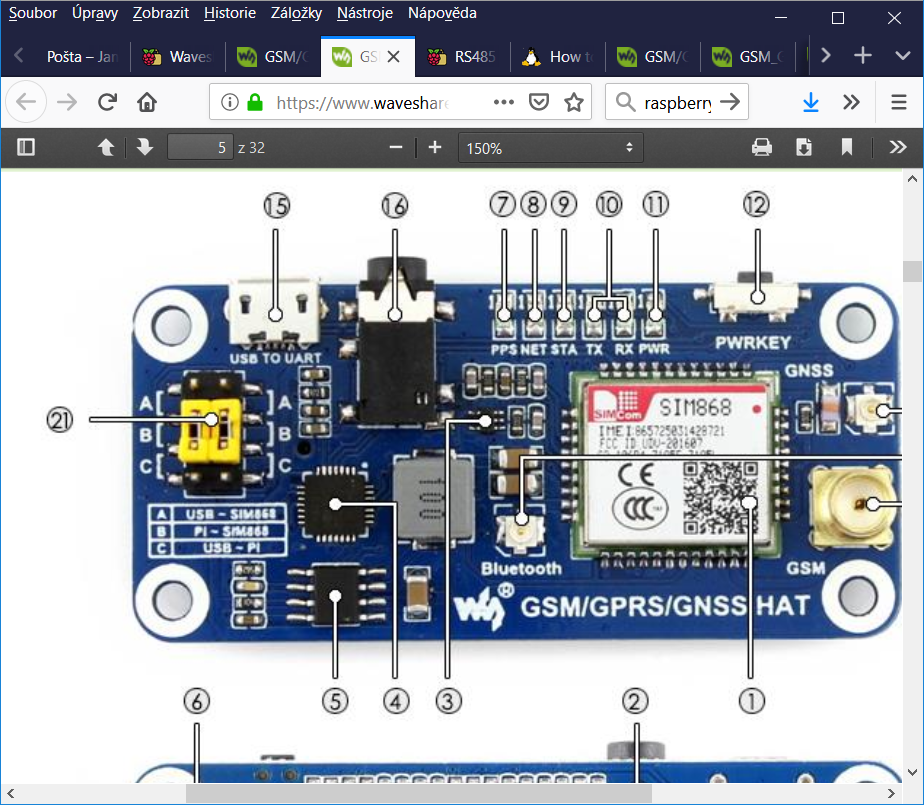 Soubor Úpravy Zobrazit Historie Záložky Nástroje Nápověda
Pošta – Jan Waves GSM/G GS RS485 How to GSM/G GSM_G
https://www.waveshare raspberry
5 z 32 150%
15 16 7 8 9 10 11 12
PPS NET STA TX RX PWR
USB TO UART
PWRKEY
GNSS
21
A A
B B
C C
SIMCom SIM868
IMEI:865725031428721
FCC ID UDV-201607
CE
CCC
A USB ~ SIM868
B PI ~ SIM868
C USB ~ PI
100
Bluetooth GSM
GSM/GPRS/GNSS HAT
5 4 3 1
6 2